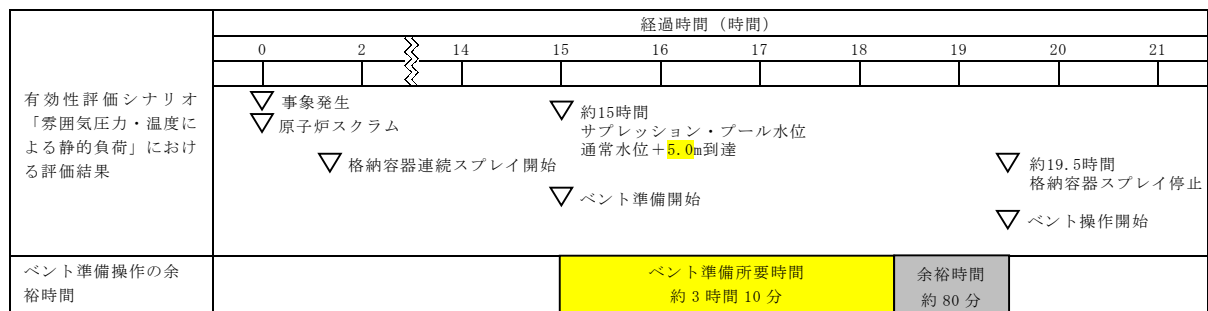 経過時間（時間）
0 2 14 15 16 17 18 19 20 21
有効性評価シナリオ
「雰囲気圧力・温度に
よる静的負荷」におけ
る評価結果
事象発生
原子炉スクラム
格納容器連続スプレイ開始
約15時間
サプレッション・プール水位
通常水位＋5.0m到達
ベント準備開始
約19.5時間
格納容器スプレイ停止
ベント操作開始
ベント準備操作の余
裕時間
ベント準備所要時間
約 3 時間 10 分
余裕時間
約 80 分